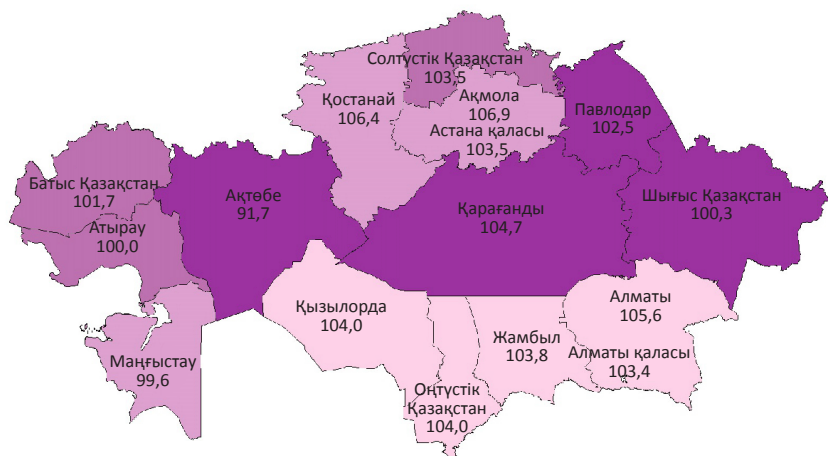 Солтүстік Қазақстан
103,5
Қостанай
106,4
Ақмола
106,9
Астана қаласы
103,5
Павлодар
102,5
Батыс Қазақстан
101,7
Ақтөбе
91,7
Атырау
100,0
Қарағанды
104,7
Шығыс Қазақстан
100,3
Маңғыстау
99,6
Қызылорда
104,0
Оңтүстік
Қазақстан
104,0
Жамбыл
103,8
Алматы
105,6
Алматы қаласы
103,4